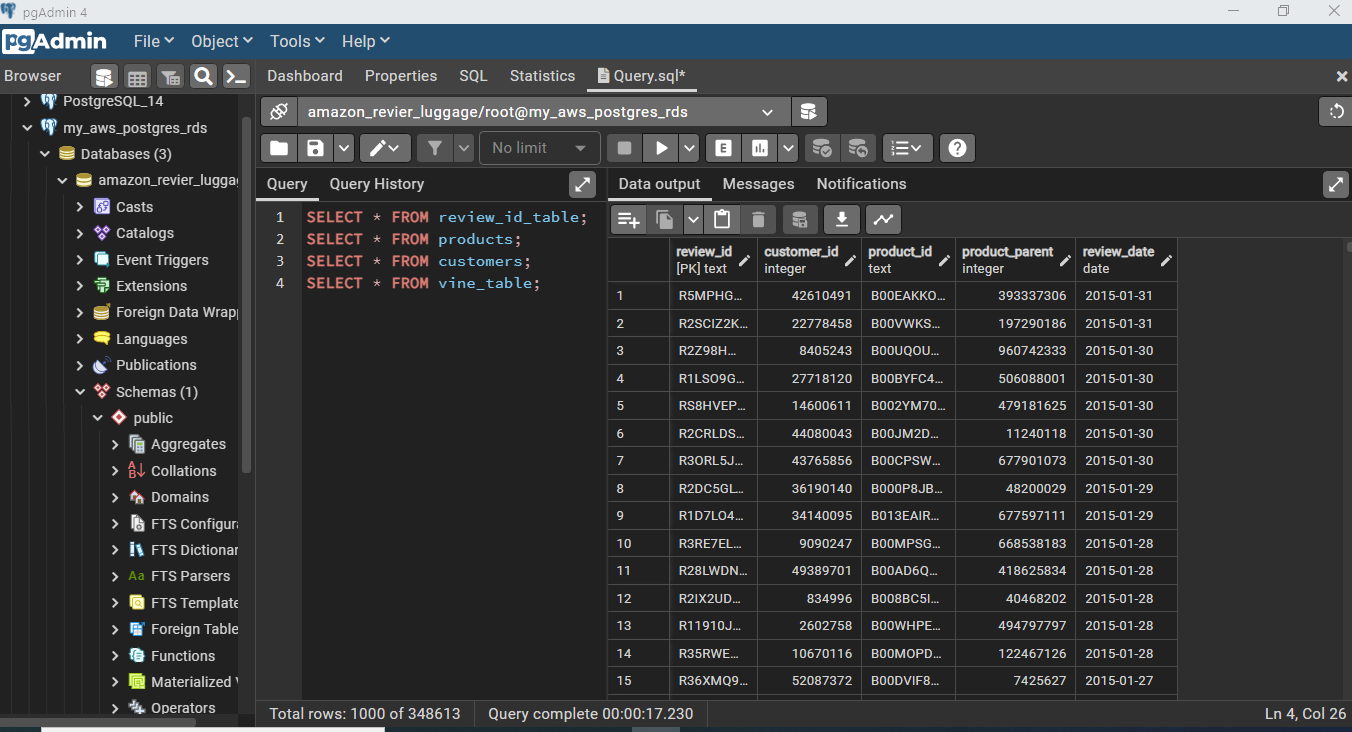 pgAdmin 4
pgAdmin File Object Tools Help
Browser
Dashboard Properties SQL Statistics Query.sql*
PostgreSQL_14
my_aws_postgres_rds
Databases (3)
amazon_revier_lugga
Casts
Catalogs
Event Triggers
Extensions
Foreign Data Wrap
Languages
Publications
Schemas (1)
public
Aggregates
Collations
Domains
FTS Configura
FTS Dictionar
Aa FTS Parsers
FTS Template
Foreign Table
Functions
Materialized V
Operators
amazon_revier_luggage/root@my_aws_postgres_rds
No limit
E
Query Query History
1 SELECT * FROM review_id_table;
2 SELECT * FROM products;
3 SELECT * FROM customers;
4 SELECT * FROM vine_table;
Data output Messages Notifications
review_id customer_id product_id product_parent review_date
[PK] text integer text integer date
1 R5MPHG... 42610491 B00EAKKO... 393337306 2015-01-31
2 R2SCIZ2K... 22778458 B00VWKS... 197290186 2015-01-31
3 R2Z98H... 8405243 B00UQOU... 960742333 2015-01-30
4 R1LSO9G... 27718120 B00BYFC4... 506088001 2015-01-30
5 RS8HVEP... 14600611 B002YM70... 479181625 2015-01-30
6 R2CRLDS... 44080043 B00JM2D... 11240118 2015-01-30
7 R3ORL5J... 43765856 B00CPSW... 677901073 2015-01-30
8 R2DC5GL... 36190140 B000P8JB... 48200029 2015-01-29
9 R1D7LO4... 34140095 B013EAIR... 677597111 2015-01-29
10 R3RE7EL... 9090247 B00MPSG... 668538183 2015-01-28
11 R28LWDN... 49389701 B00AD6Q... 418625834 2015-01-28
12 R2IX2UD... 834996 B008BC5I... 40468202 2015-01-28
13 R11910J... 2602758 B00WHPE... 494797797 2015-01-28
14 R35RWE... 10670116 B00MOPD... 122467126 2015-01-28
15 R36XMQ9... 52087372 B00DVIF8... 7425627 2015-01-27
Total rows: 1000 of 348613 Query complete 00:00:17.230 Ln 4, Col 26